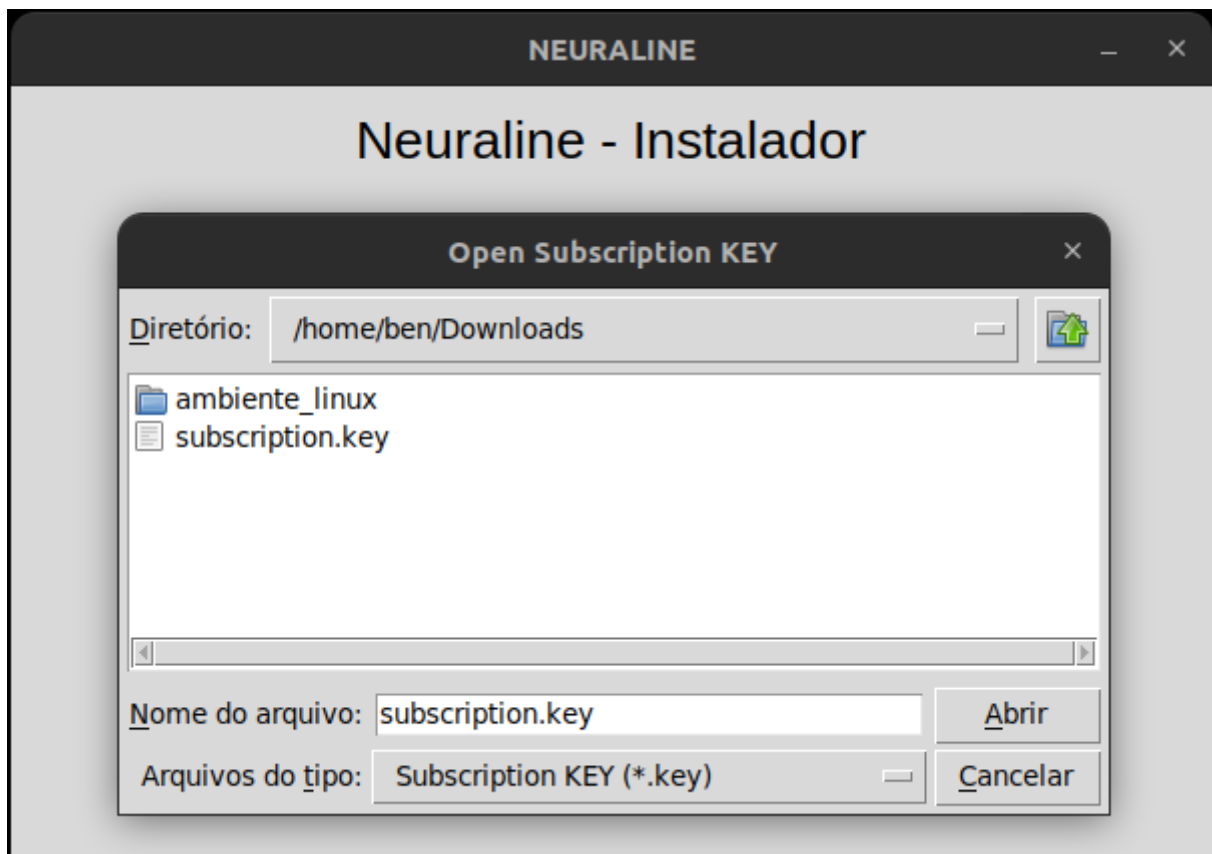 NEURALINE
Neuraline - Instalador
Open Subscription KEY
Diretório: /home/ben/Downloads
ambiente_linux
subscription.key
Nome do arquivo: subscription.key Abrir
Arquivos do tipo: Subscription KEY (*.key) Cancelar